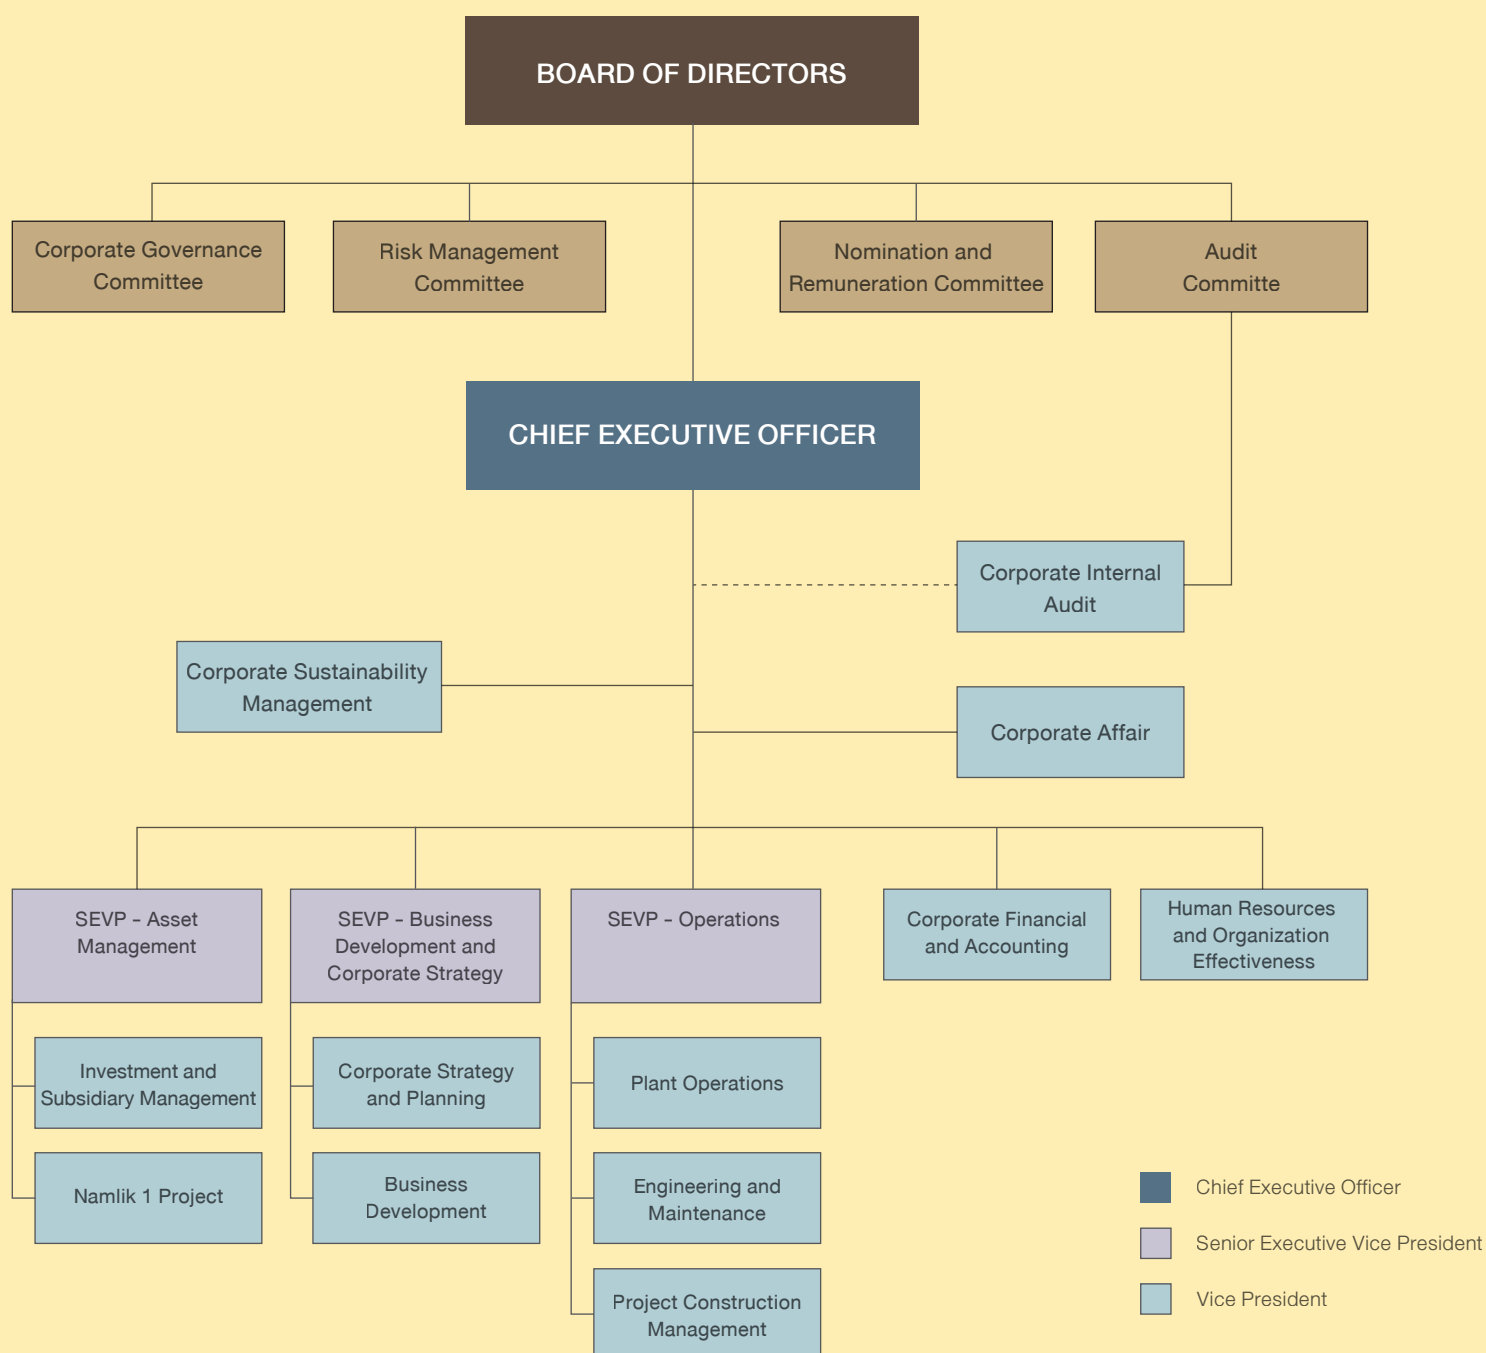 BOARD OF DIRECTORS
Corporate Governance
Committee
Risk Management
Committee
Nomination and
Remuneration Committee
Audit
Committe
CHIEF EXECUTIVE OFFICER
Corporate Internal
Audit
Corporate Sustainability
Management
Corporate Affair
SEVP - Asset
Management
SEVP - Business
Development and
Corporate Strategy
SEVP - Operations
Corporate Financial
and Accounting
Human Resources
and Organization
Effectiveness
Investment and
Subsidiary Management
Corporate Strategy
and Planning
Plant Operations
Namlik 1 Project
Business
Development
Engineering and
Maintenance
Project Construction
Management
Chief Executive Officer
Senior Executive Vice President
Vice President